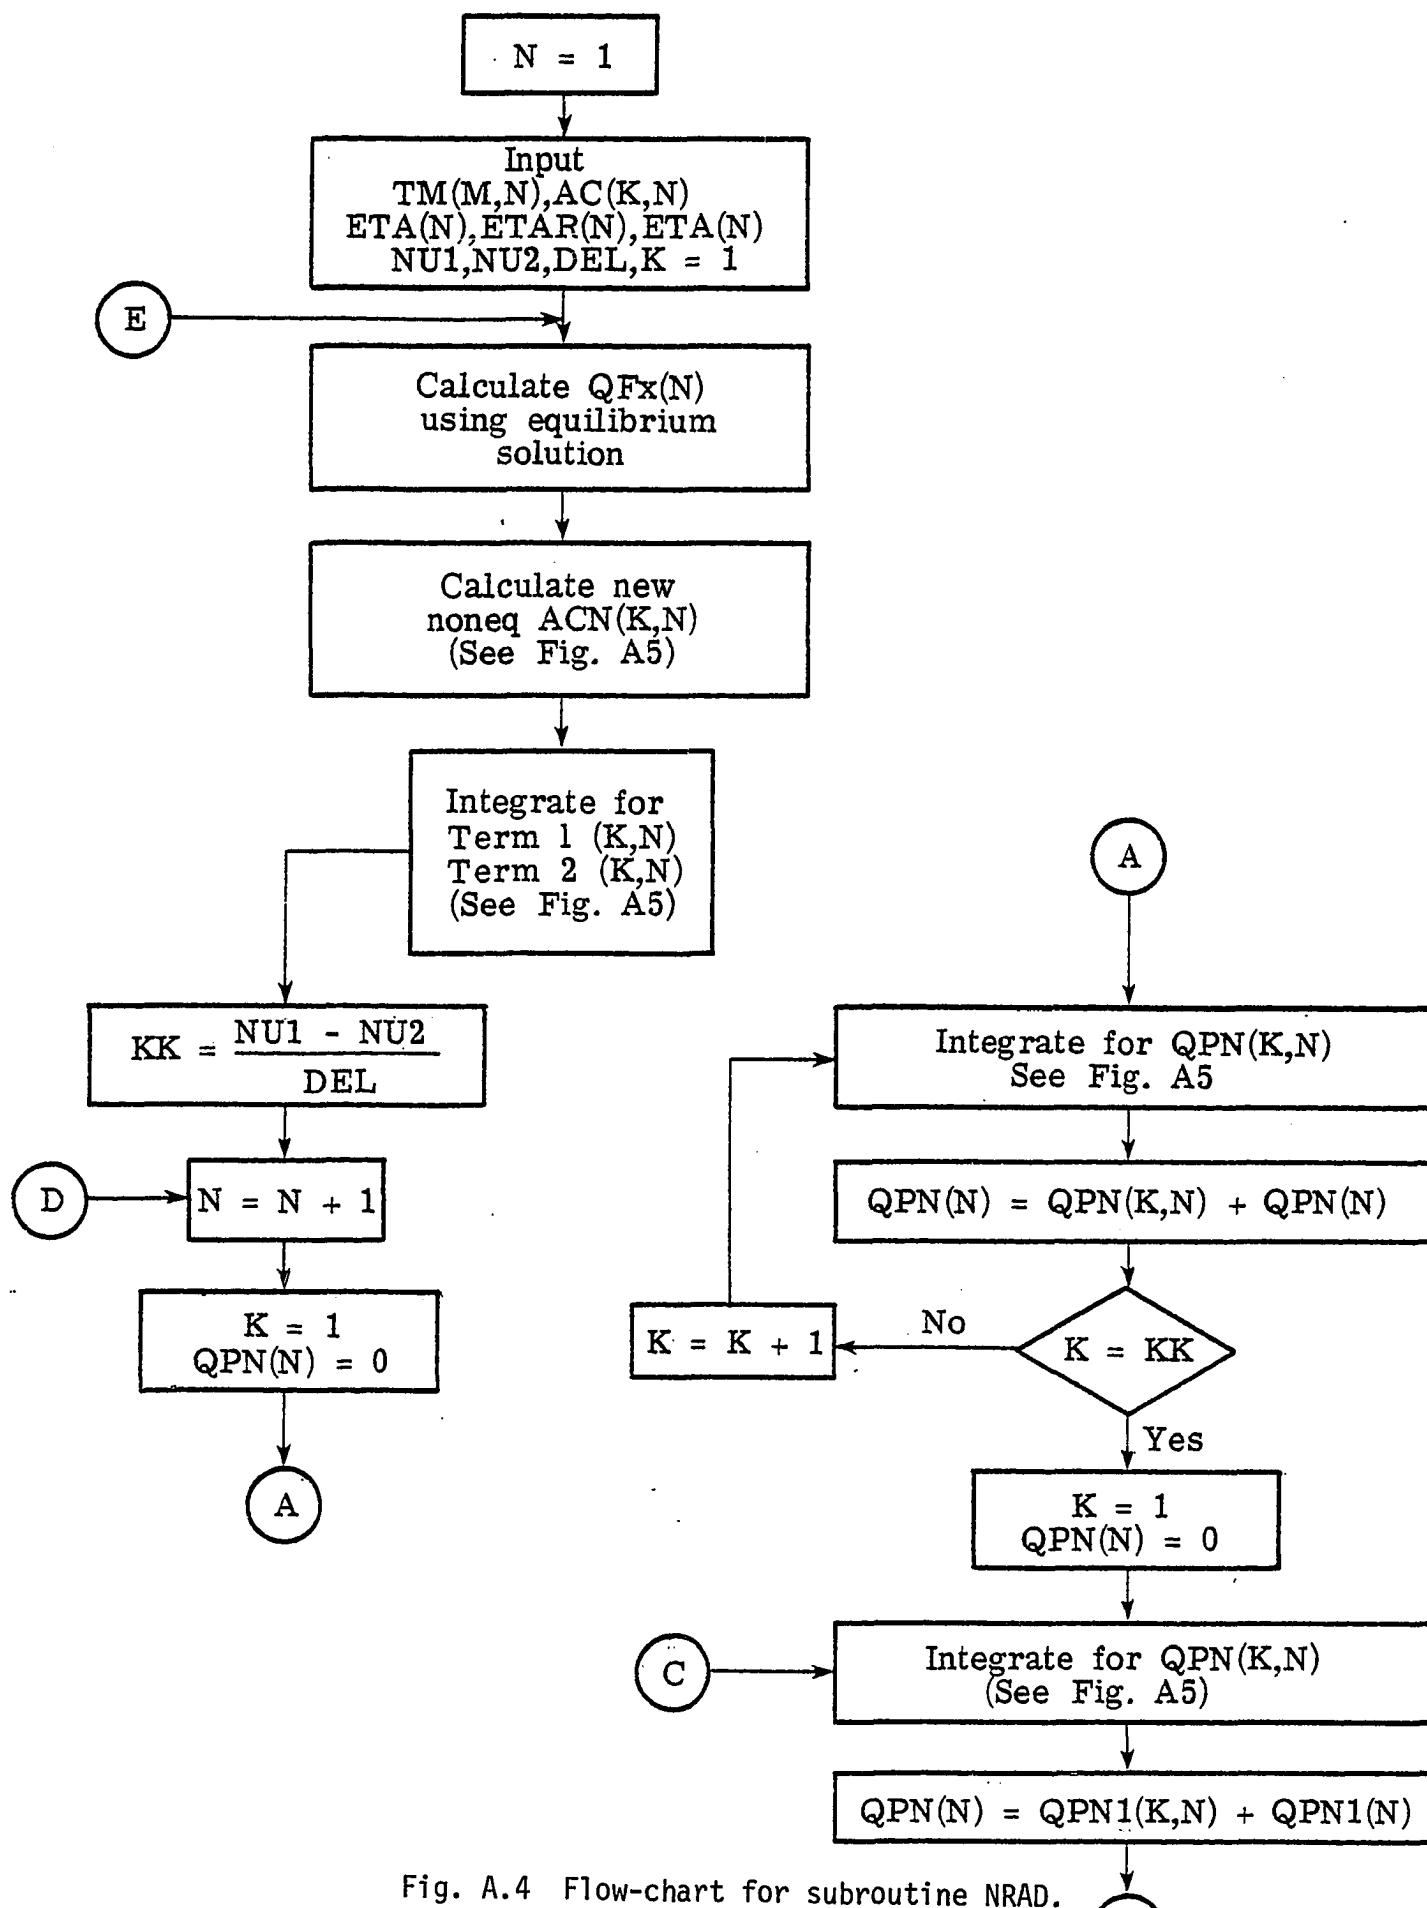 N = 1
Input
TM(M,N),AC(K,N)
ETA(N),ETAR(N),ETA(N)
NU1,NU2,DEL,K = 1
E
Calculate QFx(N)
using equilibrium
solution
Calculate new
noneq ACN(K,N)
(See Fig. A5)
Integrate for
Term 1 (K,N)
Term 2 (K,N)
(See Fig. A5)
KK = NU1 - NU2
DEL
D
N = N + 1
K = 1
QPN(N) = 0
A
A
Integrate for QPN(K,N)
See Fig. A5
QPN(N) = QPN(K,N) + QPN(N)
K = KK
No
K = K + 1
Yes
K = 1
QPN(N) = 0
C
Integrate for QPN(K,N)
(See Fig. A5)
QPN(N) = QPN1(K,N) + QPN1(N)
Fig. A.4 Flow-chart for subroutine NRAD.